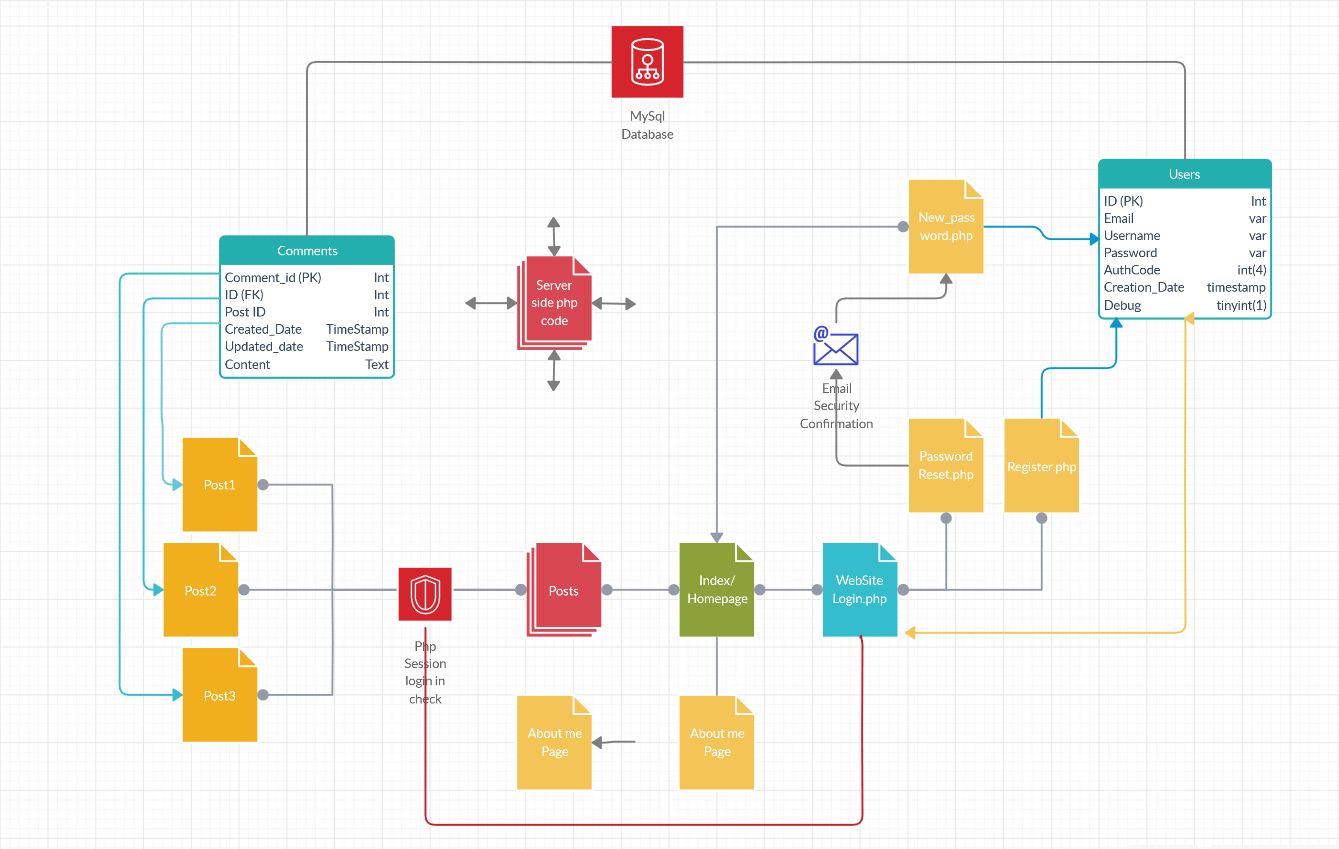 MySql
Database
Users
ID (PK) Int
Email var
Username var
Password var
AuthCode int(4)
Creation_Date timestamp
Debug tinyint(1)
New_pass
word.php
Comments
Comment_id (PK) Int
ID (FK) Int
Post ID Int
Created_Date TimeStamp
Updated_date TimeStamp
Content Text
Server
side php
code
@
Email
Security
Confirmation
Password
Reset.php
Register.php
Post1
Post2
Post3
Php
Session
login in
check
Posts
Index/
Homepage
WebSite
Login.php
About me
Page
About me
Page